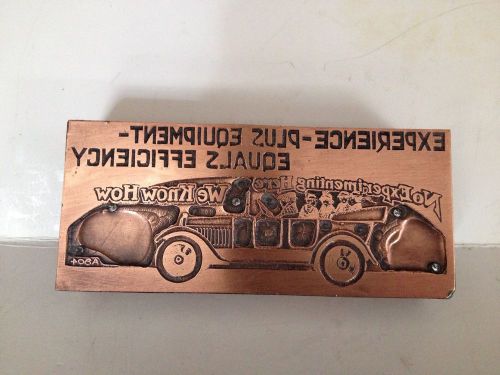 EXPERIENCE-PLUS EQUIPMENT-
EQUALS EFFICIENCY
No Experimenting Here We Know How
A504